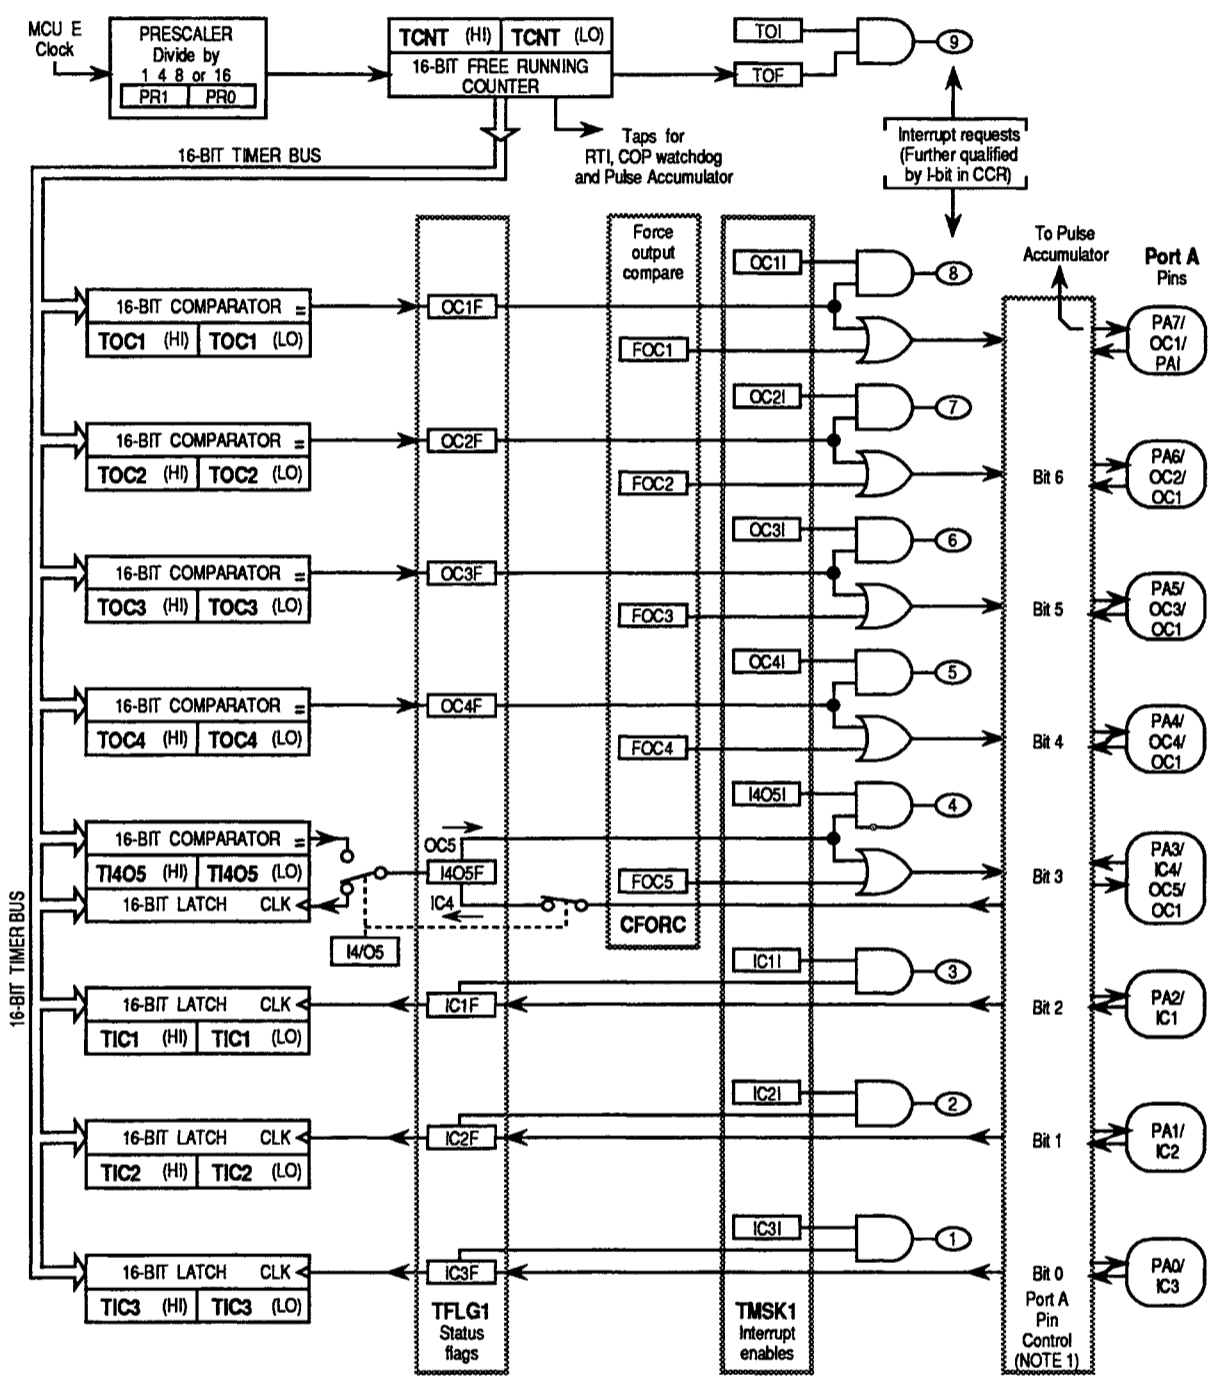 MCU E
Clock
PRESCALER
Divide by
1 4 8 or 16
PR1 PR0
TCNT (HI) TCNT (LO)
16-BIT FREE RUNNING
COUNTER
TOI
TOF
9
Taps for
RTI, COP watchdog
and Pulse Accumulator
Interrupt requests
(Further qualified
by I-bit in CCR)
16-BIT TIMER BUS
Force
output
compare
To Pulse
Accumulator
Port A
Pins
OC1I
8
16-BIT COMPARATOR =
TOC1 (HI) TOC1 (LO)
OC1F
FOC1
PA7/
OC1/
PAI
OC2I
7
16-BIT COMPARATOR =
TOC2 (HI) TOC2 (LO)
OC2F
FOC2
Bit 6
PA6/
OC2/
OC1
OC3I
6
16-BIT COMPARATOR =
TOC3 (HI) TOC3 (LO)
OC3F
FOC3
Bit 5
PA5/
OC3/
OC1
OC4I
5
16-BIT COMPARATOR =
TOC4 (HI) TOC4 (LO)
OC4F
FOC4
Bit 4
PA4/
OC4/
OC1
I4O5I
4
16-BIT COMPARATOR =
TI4O5 (HI) TI4O5 (LO)
16-BIT LATCH CLK
OC5
I4O5F
IC4
I4/O5
FOC5
CFORC
Bit 3
PA3/
IC4/
OC5/
OC1
16-BIT TIMER BUS
IC1I
3
16-BIT LATCH CLK
TIC1 (HI) TIC1 (LO)
IC1F
Bit 2
PA2/
IC1
IC2I
2
16-BIT LATCH CLK
TIC2 (HI) TIC2 (LO)
IC2F
Bit 1
PA1/
IC2
IC3I
1
16-BIT LATCH CLK
TIC3 (HI) TIC3 (LO)
IC3F
Bit 0
PA0/
IC3
TFLG1
Status
flags
TMSK1
Interrupt
enables
Port A
Pin
Control
(NOTE 1)